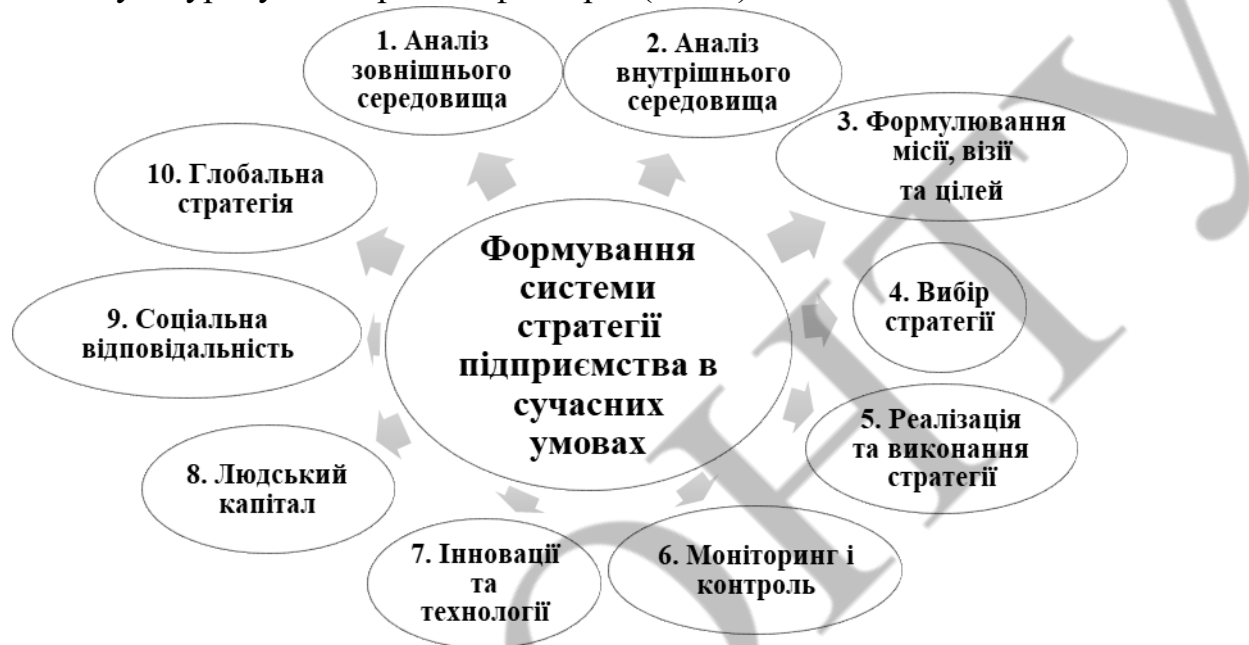 1. Аналіз
зовнішнього
середовища
2. Аналіз
внутрішнього
середовища
3. Формулювання
місії, візії
та цілей
4. Вибір
стратегії
5. Реалізація
та виконання
стратегії
6. Моніторинг і
контроль
7. Інновації
та
технології
8. Людський
капітал
9. Соціальна
відповідальність
10. Глобальна
стратегія
Формування
системи
стратегії
підприємства в
сучасних
умовах
ОНТУ